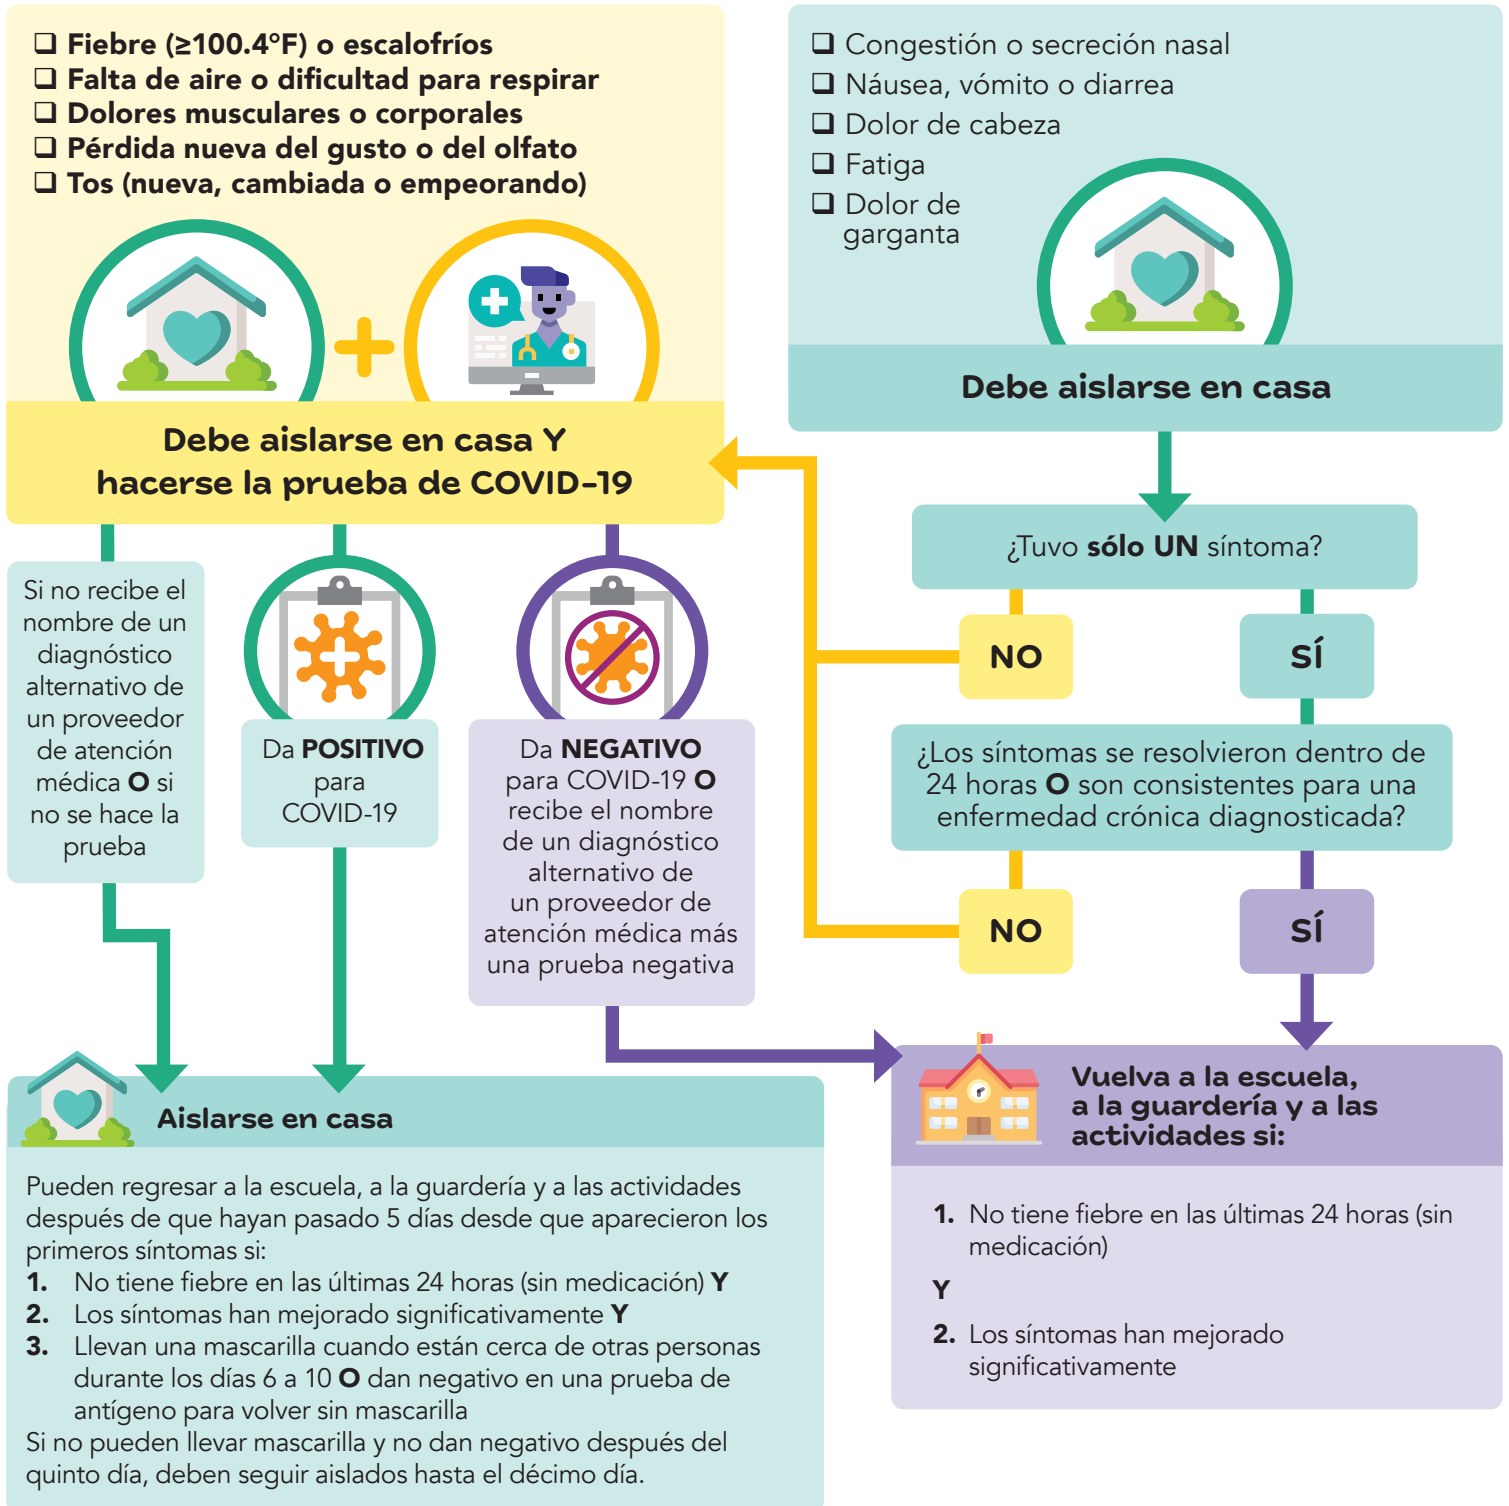 ❑ Fiebre (≥100.4°F) o escalofríos
❑ Falta de aire o dificultad para respirar
❑ Dolores musculares o corporales
❑ Pérdida nueva del gusto o del olfato
❑ Tos (nueva, cambiada o empeorando)
Debe aislarse en casa Y
hacerse la prueba de COVID-19
❑ Congestión o secreción nasal
❑ Náusea, vómito o diarrea
❑ Dolor de cabeza
❑ Fatiga
❑ Dolor de
garganta
Debe aislarse en casa
¿Tuvo sólo UN síntoma?
NO
SÍ
¿Los síntomas se resolvieron dentro de
24 horas O son consistentes para una
enfermedad crónica diagnosticada?
NO
SÍ
Si no recibe el
nombre de un
diagnóstico
alternativo de
un proveedor
de atención
médica O si
no se hace la
prueba
Da POSITIVO
para
COVID-19
Da NEGATIVO
para COVID-19 O
recibe el nombre
de un diagnóstico
alternativo de
un proveedor de
atención médica más
una prueba negativa
Aislarse en casa
Pueden regresar a la escuela, a la guardería y a las actividades
después de que hayan pasado 5 días desde que aparecieron los
primeros síntomas si:
1. No tiene fiebre en las últimas 24 horas (sin medicación) Y
2. Los síntomas han mejorado significativamente Y
3. Llevan una mascarilla cuando están cerca de otras personas
durante los días 6 a 10 O dan negativo en una prueba de
antígeno para volver sin mascarilla
Si no pueden llevar mascarilla y no dan negativo después del
quinto día, deben seguir aislados hasta el décimo día.
Vuelva a la escuela,
a la guardería y a las
actividades si:
1. No tiene fiebre en las últimas 24 horas (sin
medicación)
Y
2. Los síntomas han mejorado
significativamente